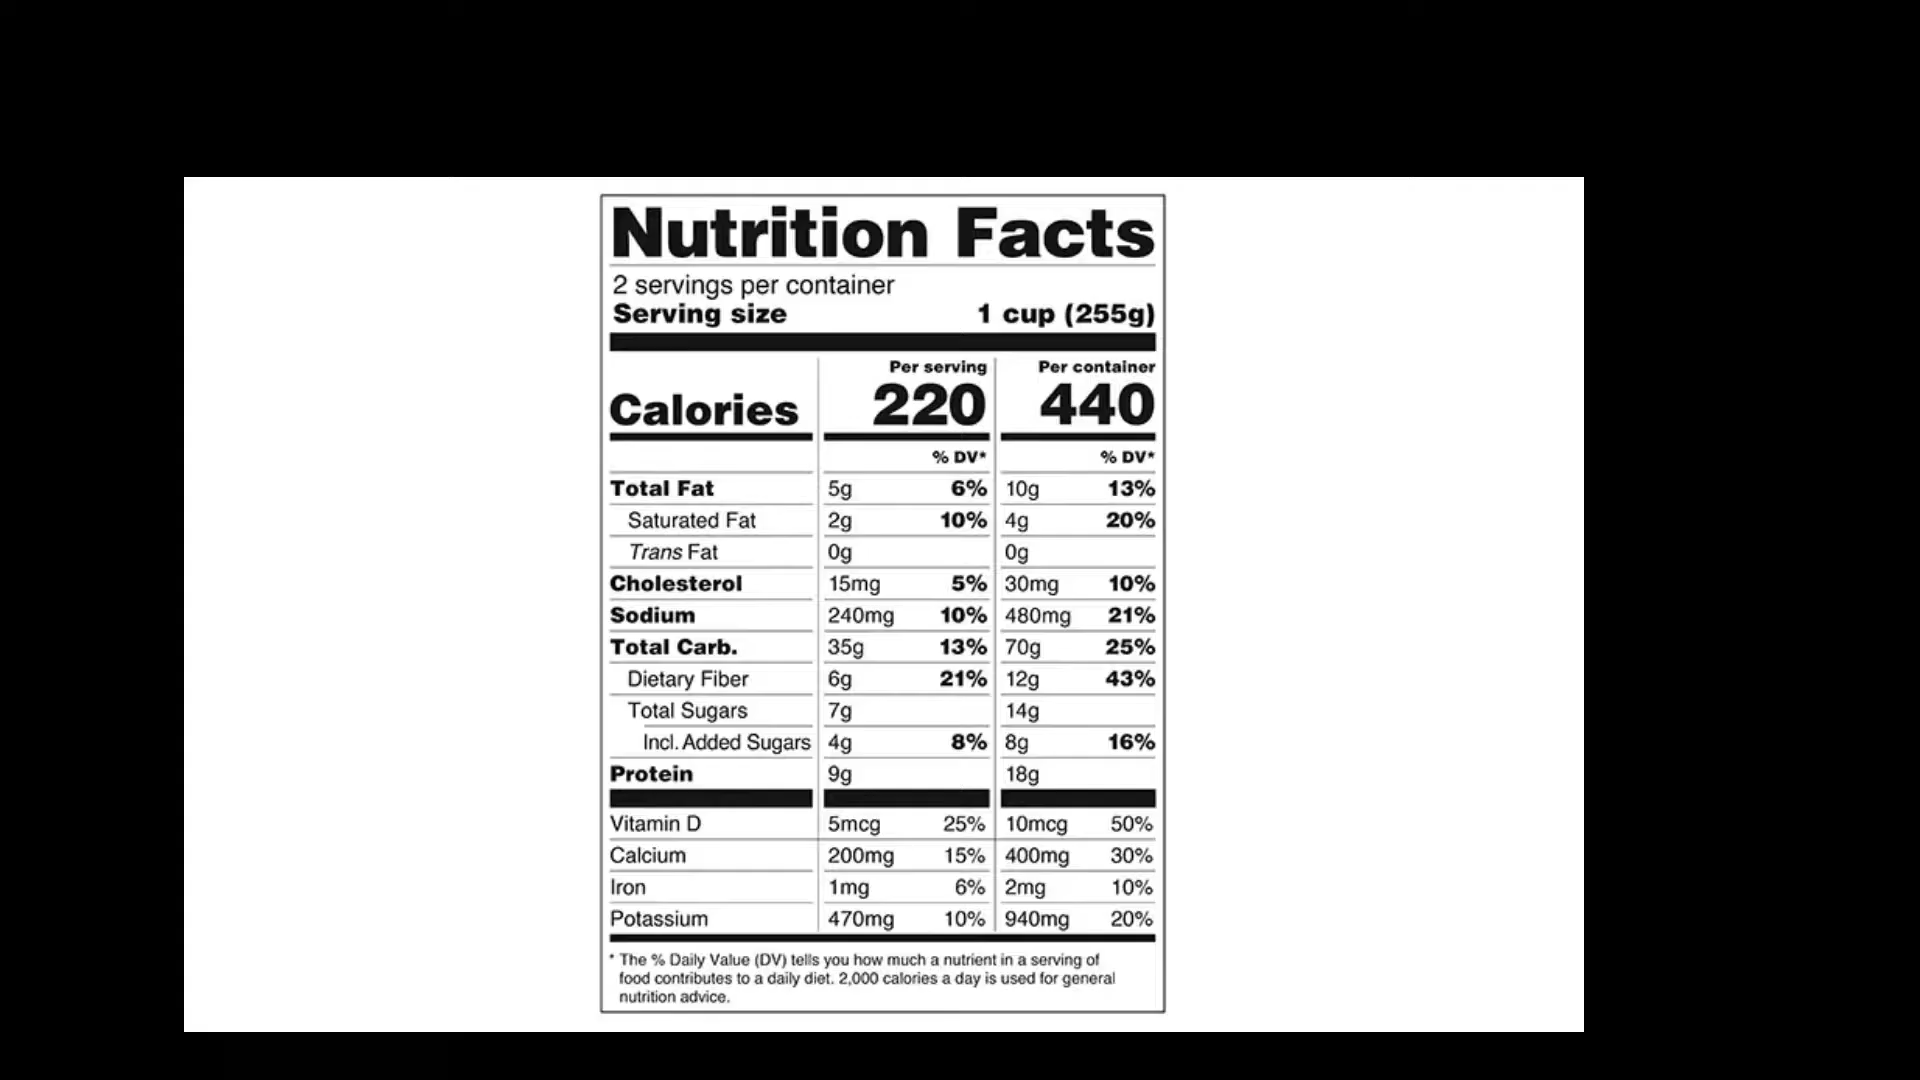 Nutrition Facts
2 servings per container
Serving size 1 cup (255g)
Per serving Per container
Calories 220 440
% DV* % DV*
Total Fat 5g 6% 10g 13%
Saturated Fat 2g 10% 4g 20%
Trans Fat 0g 0g
Cholesterol 15mg 5% 30mg 10%
Sodium 240mg 10% 480mg 21%
Total Carb. 35g 13% 70g 25%
Dietary Fiber 6g 21% 12g 43%
Total Sugars 7g 14g
Incl. Added Sugars 4g 8% 8g 16%
Protein 9g 18g
Vitamin D 5mcg 25% 10mcg 50%
Calcium 200mg 15% 400mg 30%
Iron 1mg 6% 2mg 10%
Potassium 470mg 10% 940mg 20%
* The % Daily Value (DV) tells you how much a nutrient in a serving of
food contributes to a daily diet. 2,000 calories a day is used for general
nutrition advice.